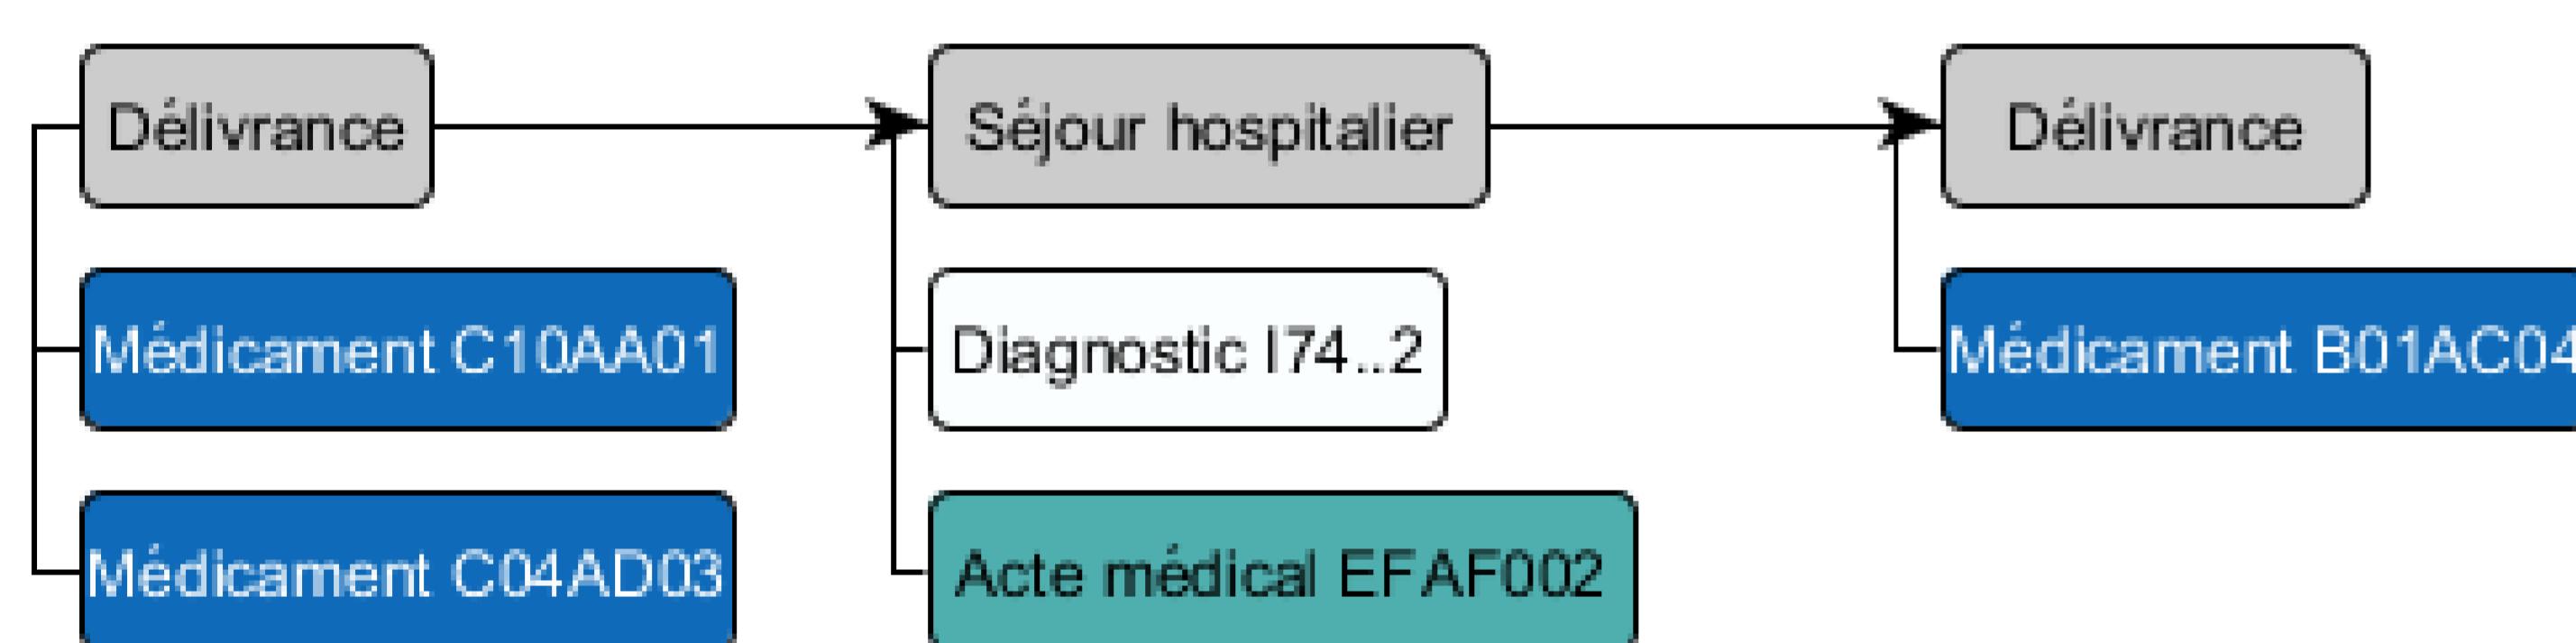 Délivrance
Séjour hospitalier
Délivrance
Médicament C10AA01
Diagnostic I74..2
Médicament B01AC04
Médicament C04AD03
Acte médical EFAF002